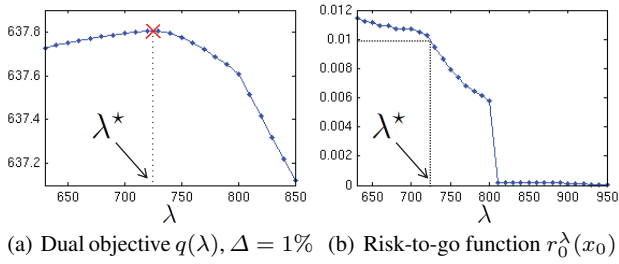 637.8
637.6
637.4
637.2
650 700 750 800 850
λ*
λ
0.012
0.01
0.008
0.006
0.004
0.002
0
650 700 750 800 850 900 950
λ*
λ
(a) Dual objective q(λ), Δ = 1%
(b) Risk-to-go function r₀^λ(x₀)